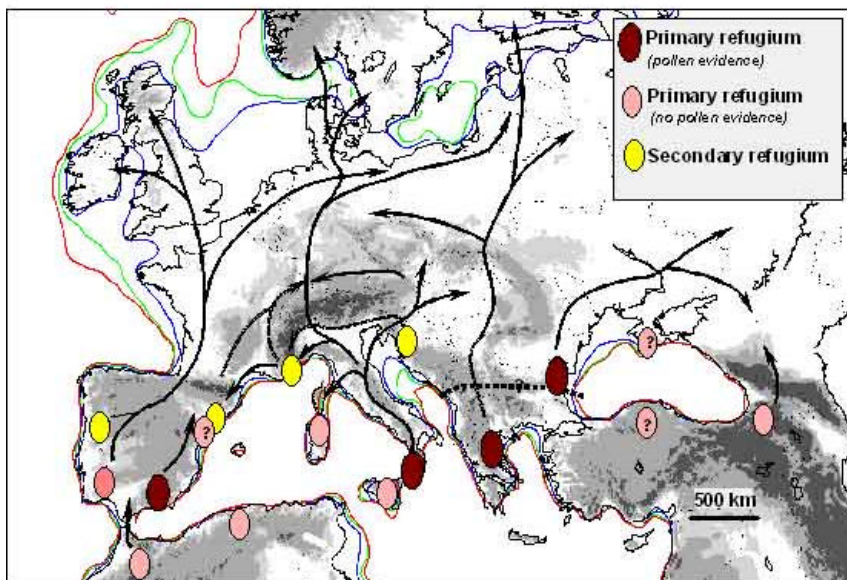 Primary refugium
(pollen evidence)
Primary refugium
(no pollen evidence)
Secondary refugium
?
?
?
500 km